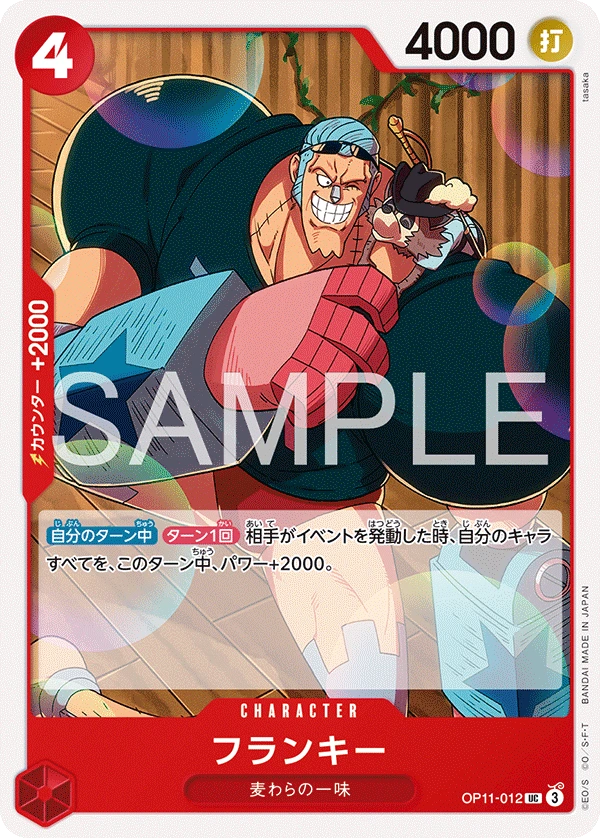 4
4000 打
tasaka
カウンター +2000
SAMPLE
自分のターン中 ターン1回 相手がイベントを発動した時、自分のキャラ
すべてを、このターン中、パワー+2000。
CHARACTER
フランキー
麦わらの一味
OP11-012 UC 3
©E.O/S ©O/S・F・T BANDAI MADE IN JAPAN